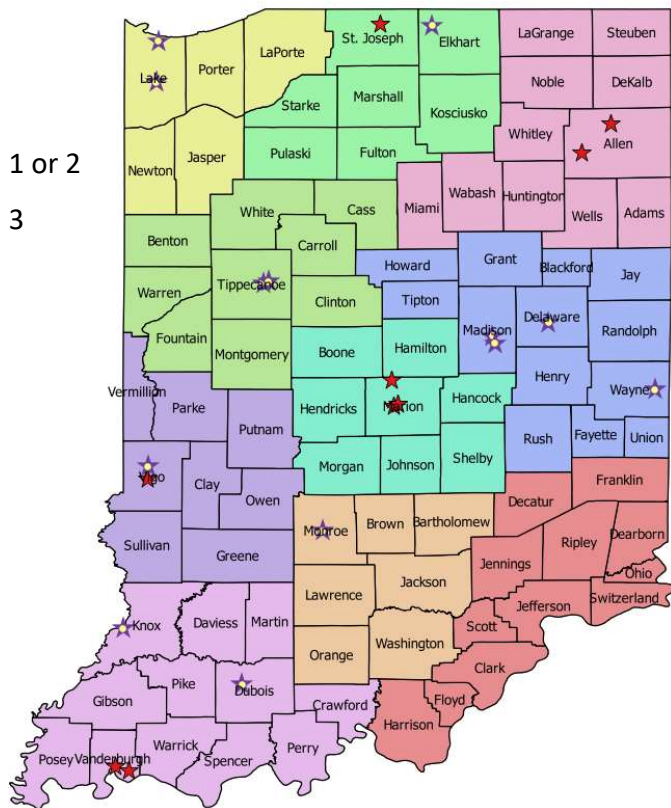 St. Joseph
Elkhart
LaGrange
Steuben
LaPorte
Porter
Lake
Noble
DeKalb
Marshall
Starke
Kosciusko
Whitley
Allen
1 or 2
Newton
Jasper
Pulaski
Fulton
Miami
Wabash
Huntington
Wells
Adams
3
White
Cass
Benton
Carroll
Howard
Grant
Blackford
Jay
Warren
Tippecanoe
Clinton
Tipton
Madison
Delaware
Randolph
Fountain
Montgomery
Boone
Hamilton
Henry
Wayne
Vermillion
Parke
Putnam
Hendricks
Marion
Hancock
Rush
Fayette
Union
Vigo
Clay
Owen
Morgan
Johnson
Shelby
Franklin
Decatur
Sullivan
Greene
Monroe
Brown
Bartholomew
Ripley
Dearborn
Jennings
Ohio
Lawrence
Jackson
Switzerland
Jefferson
Knox
Daviess
Martin
Scott
Orange
Washington
Clark
Pike
Dubois
Gibson
Crawford
Floyd
Harrison
Posey
Vanderburgh
Warrick
Spencer
Perry